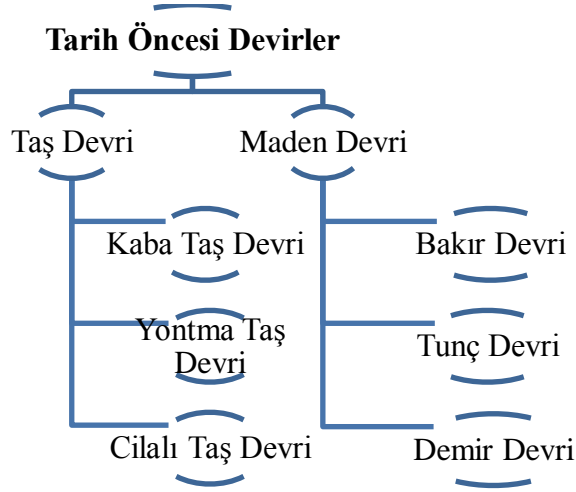 Tarih Öncesi Devirler
Taş Devri
Maden Devri
Kaba Taş Devri
Bakır Devri
Yontma Taş
Devri
Tunç Devri
Cilalı Taş Devri
Demir Devri